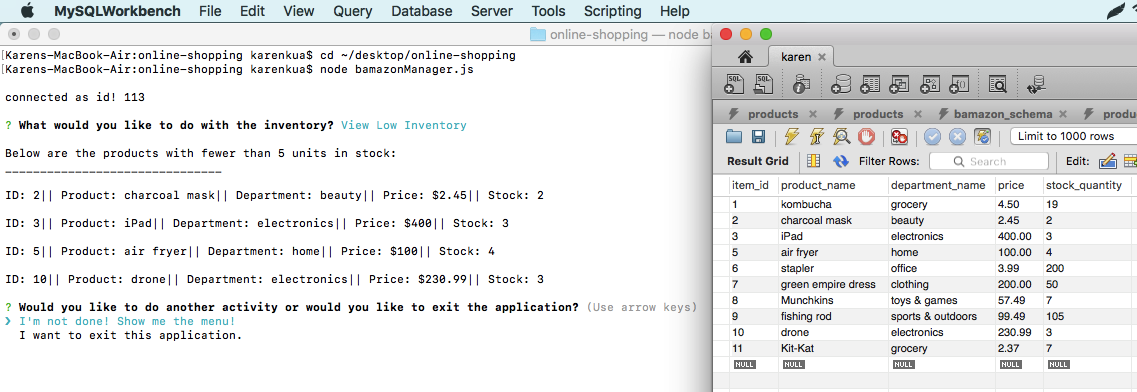 MySQLWorkbench File Edit View Query Database Server Tools Scripting Help
online-shopping — node b
[Karens-MacBook-Air:online-shopping karenkua$ cd ~/desktop/online-shopping
[Karens-MacBook-Air:online-shopping karenkua$ node bamazonManager.js
connected as id! 113
? What would you like to do with the inventory? View Low Inventory
Below are the products with fewer than 5 units in stock:
-------------------------------
ID: 2|| Product: charcoal mask|| Department: beauty|| Price: $2.45|| Stock: 2
ID: 3|| Product: iPad|| Department: electronics|| Price: $400|| Stock: 3
ID: 5|| Product: air fryer|| Department: home|| Price: $100|| Stock: 4
ID: 10|| Product: drone|| Department: electronics|| Price: $230.99|| Stock: 3
? Would you like to do another activity or would you like to exit the application? (Use arrow keys)
❯ I'm not done! Show me the menu!
I want to exit this application.
karen
SQL SQL
products products bamazon_schema produ
Limit to 1000 rows
Result Grid Filter Rows: Search Edit:
item_id product_name department_name price stock_quantity
1 kombucha grocery 4.50 19
2 charcoal mask beauty 2.45 2
3 iPad electronics 400.00 3
5 air fryer home 100.00 4
6 stapler office 3.99 200
7 green empire dress clothing 200.00 50
8 Munchkins toys & games 57.49 7
9 fishing rod sports & outdoors 99.49 105
10 drone electronics 230.99 3
11 Kit-Kat grocery 2.37 7
NULL NULL NULL NULL NULL